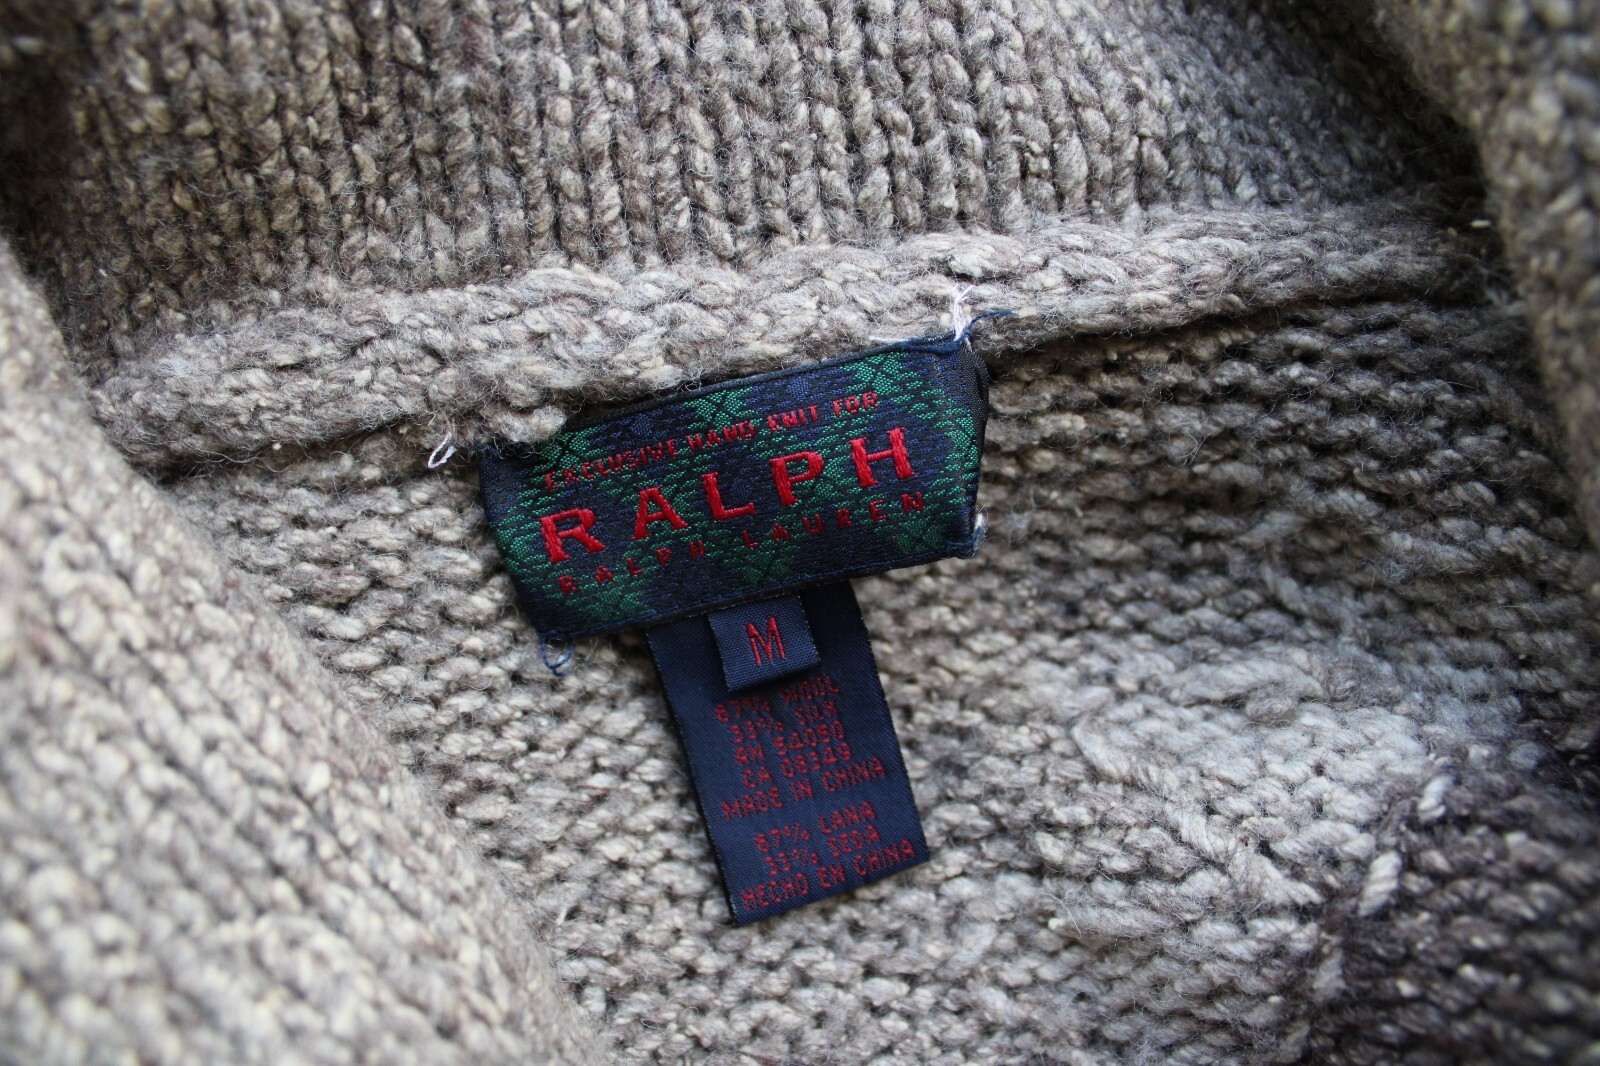 EXCLUSIVE HAND KNIT FOR
RALPH
RALPH LAUREN
M
67% WOOL
33% SILK
RN 54050
CA 08349
MADE IN CHINA
67% LANA
33% SEDA
HECHO EN CHINA